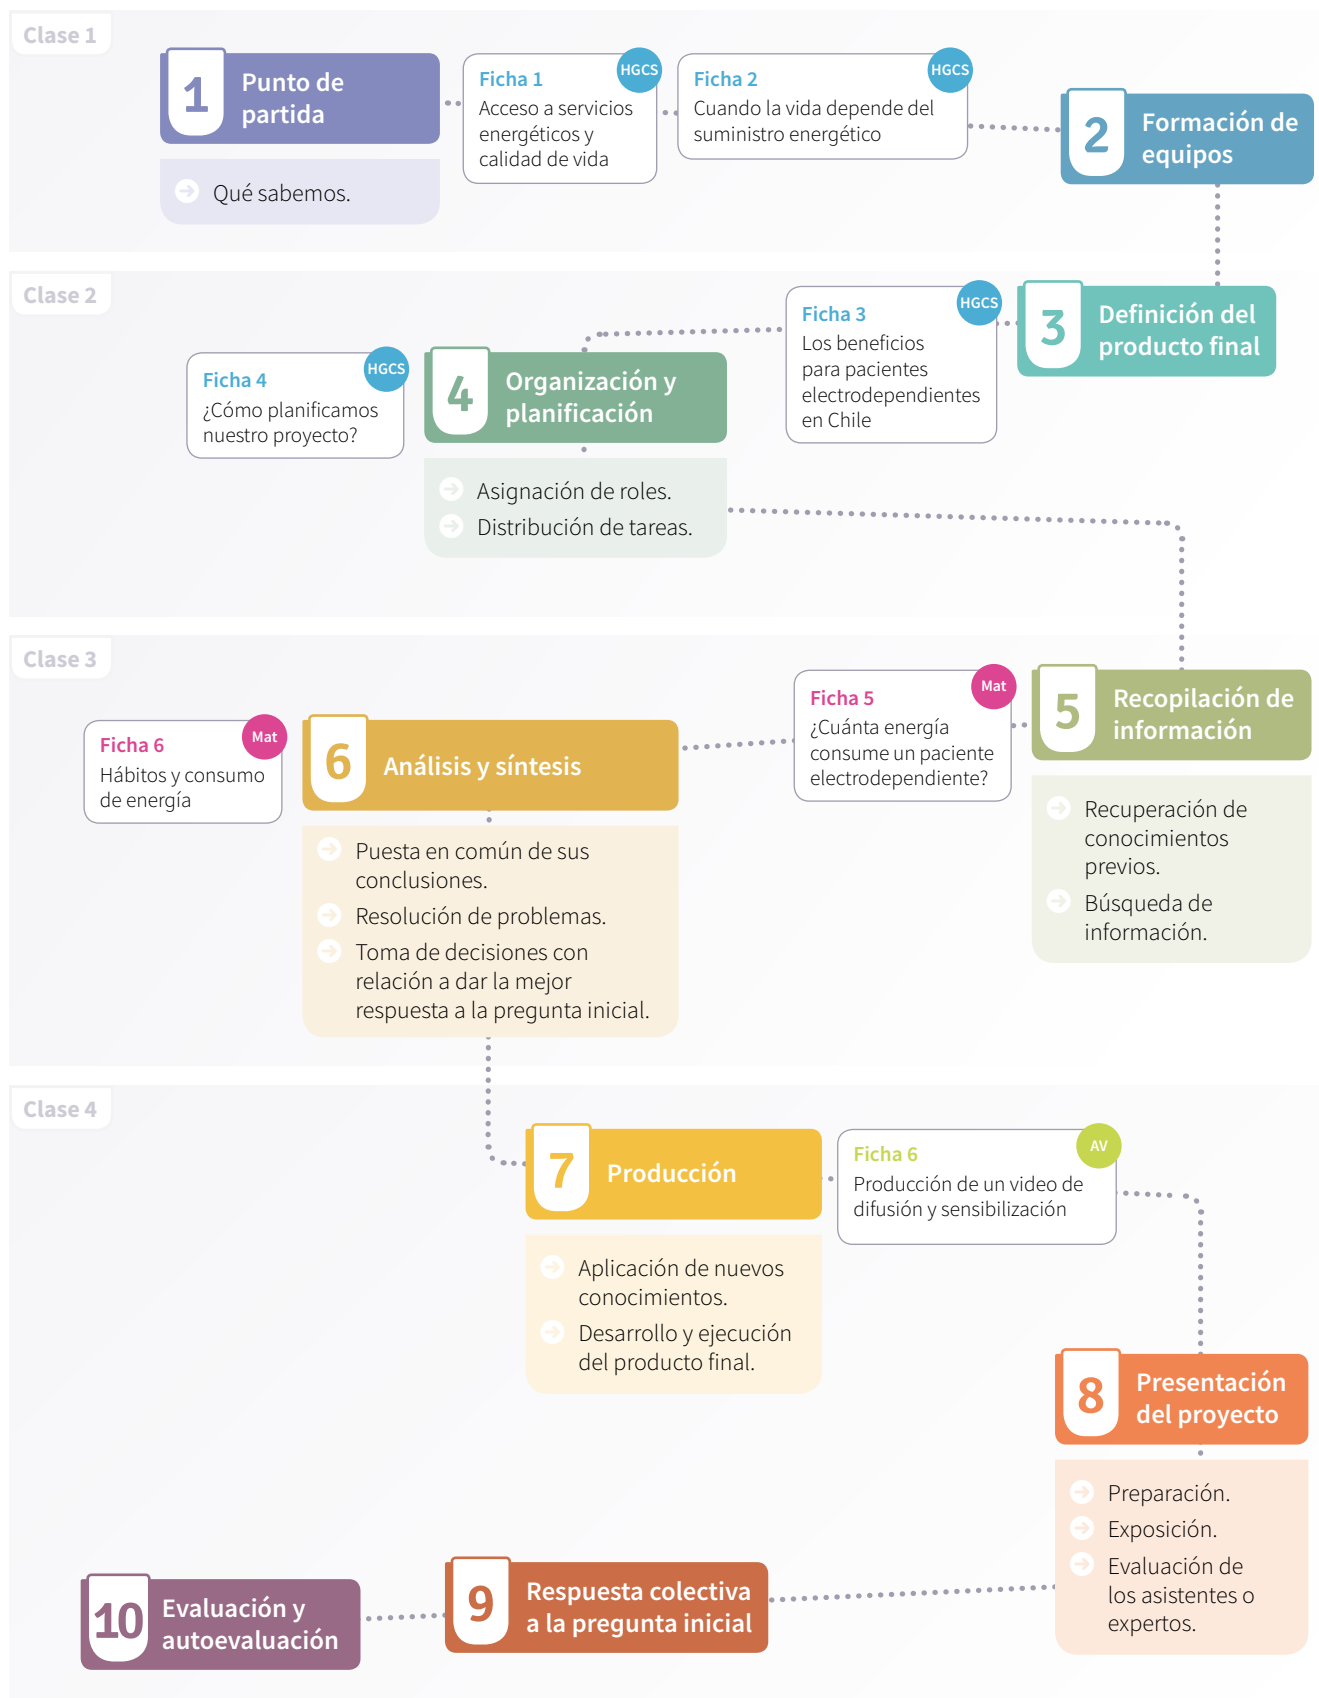 Clase 1
1
Punto de
partida
Qué sabemos.
HGCS
Ficha 1
Acceso a servicios
energéticos y
calidad de vida
HGCS
Ficha 2
Cuando la vida depende del
suministro energético
2
Formación de
equipos
Clase 2
3
Definición del
producto final
HGCS
Ficha 3
Los beneficios
para pacientes
electrodependientes
en Chile
4
Organización y
planificación
Asignación de roles.
Distribución de tareas.
HGCS
Ficha 4
¿Cómo planificamos
nuestro proyecto?
Clase 3
5
Recopilación de
información
Recuperación de
conocimientos
previos.
Búsqueda de
información.
Mat
Ficha 5
¿Cuánta energía
consume un paciente
electrodependiente?
6
Análisis y síntesis
Puesta en común de sus
conclusiones.
Resolución de problemas.
Toma de decisiones con
relación a dar la mejor
respuesta a la pregunta inicial.
Mat
Ficha 6
Hábitos y consumo
de energía
Clase 4
7
Producción
Aplicación de nuevos
conocimientos.
Desarrollo y ejecución
del producto final.
AV
Ficha 6
Producción de un video de
difusión y sensibilización
8
Presentación
del proyecto
Preparación.
Exposición.
Evaluación de
los asistentes o
expertos.
9
Respuesta colectiva
a la pregunta inicial
10
Evaluación y
autoevaluación